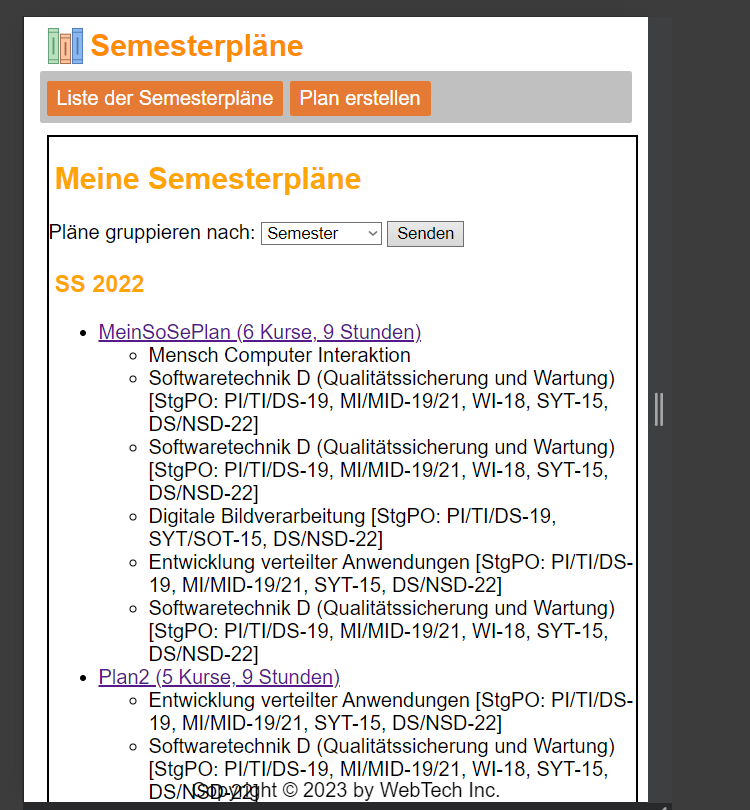 Semesterpläne
Liste der Semesterpläne Plan erstellen
Meine Semesterpläne
Pläne gruppieren nach: Semester Senden
SS 2022
MeinSoSePlan (6 Kurse, 9 Stunden)
Mensch Computer Interaktion
Softwaretechnik D (Qualitätssicherung und Wartung)
[StgPO: PI/TI/DS-19, MI/MID-19/21, WI-18, SYT-15,
DS/NSD-22]
Softwaretechnik D (Qualitätssicherung und Wartung)
[StgPO: PI/TI/DS-19, MI/MID-19/21, WI-18, SYT-15,
DS/NSD-22]
Digitale Bildverarbeitung [StgPO: PI/TI/DS-19,
SYT/SOT-15, DS/NSD-22]
Entwicklung verteilter Anwendungen [StgPO: PI/TI/DS-
19, MI/MID-19/21, SYT-15, DS/NSD-22]
Softwaretechnik D (Qualitätssicherung und Wartung)
[StgPO: PI/TI/DS-19, MI/MID-19/21, WI-18, SYT-15,
DS/NSD-22]
Plan2 (5 Kurse, 9 Stunden)
Entwicklung verteilter Anwendungen [StgPO: PI/TI/DS-
19, MI/MID-19/21, SYT-15, DS/NSD-22]
Softwaretechnik D (Qualitätssicherung und Wartung)
[StgPO: PI/TI/DS-19, MI/MID-19/21, WI-18, SYT-15,
DS/NSD-22]
Copyright © 2023 by WebTech Inc.